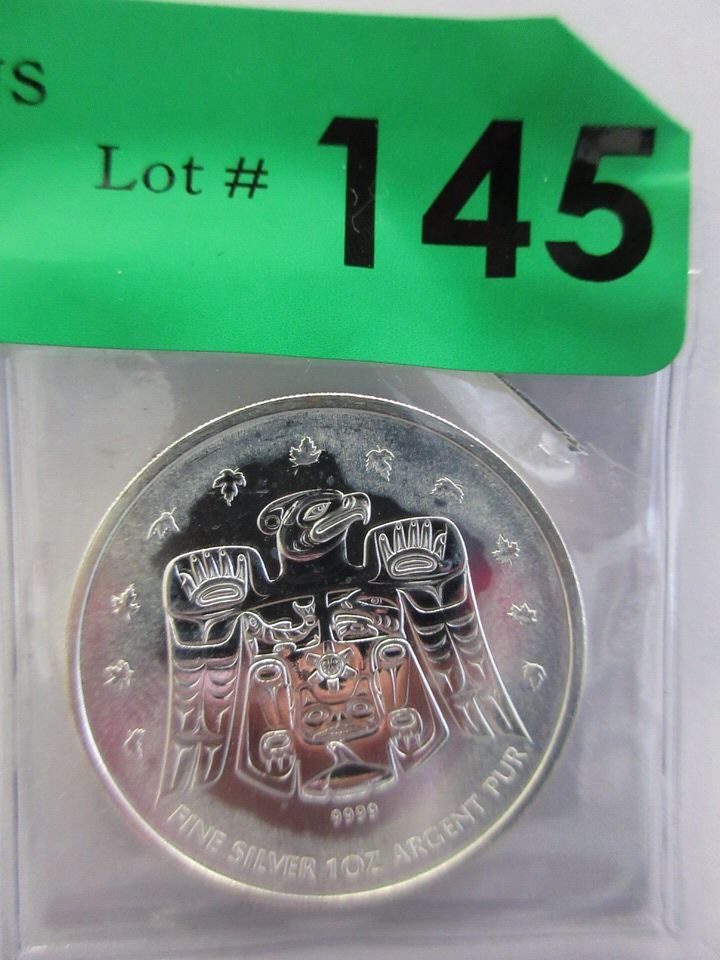 Lot # 145
9999
FINE SILVER 1OZ ARGENT PUR